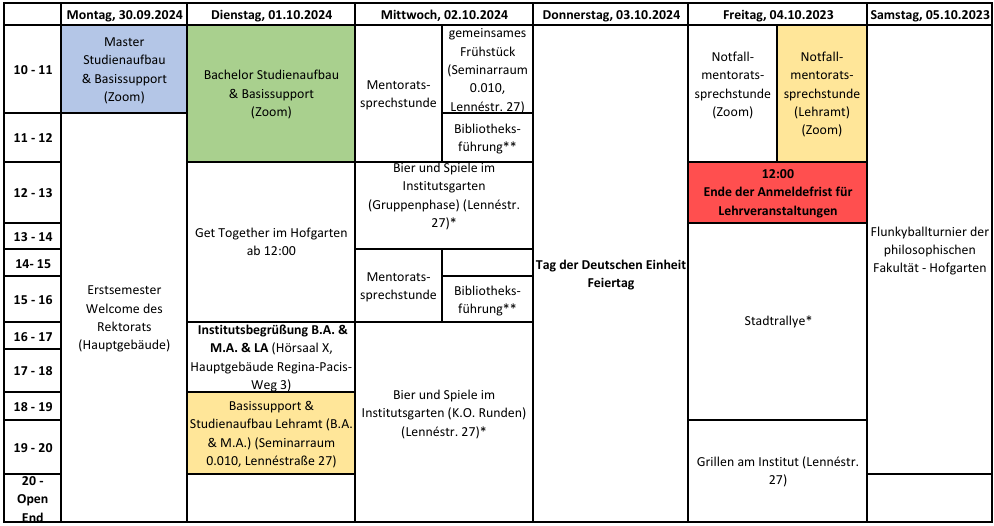 Montag, 30.09.2024 Dienstag, 01.10.2024 Mittwoch, 02.10.2024 Donnerstag, 03.10.2024 Freitag, 04.10.2023 Samstag, 05.10.2023
10 - 11
Master
Studienaufbau
& Basissupport
(Zoom)
Bachelor Studienaufbau
& Basissupport
(Zoom)
Mentorats-
sprechstunde
gemeinsames
Frühstück
(Seminarraum
0.010,
Lennéstr. 27)
Notfall-
mentorats-
sprechstunde
(Zoom)
Notfall-
mentorats-
sprechstunde
(Lehramt)
(Zoom)
11 - 12
Bibliotheks-
führung**
12 - 13
Bier und Spiele im
Institutsgarten
(Gruppenphase) (Lennéstr.
27)*
12:00
Ende der Anmeldefrist für
Lehrveranstaltungen
13 - 14
Get Together im Hofgarten
ab 12:00
Flunkyballturnier der
philosophischen
Fakultät - Hofgarten
14- 15
Mentorats-
sprechstunde
Tag der Deutschen Einheit
Feiertag
15 - 16
Erstsemester
Welcome des
Rektorats
(Hauptgebäude)
Bibliotheks-
führung**
Stadtrallye*
16 - 17
Institutsbegrüßung B.A. &
M.A. & LA (Hörsaal X,
Hauptgebäude Regina-Pacis-
Weg 3)
17 - 18
18 - 19
Basissupport &
Studienaufbau Lehramt (B.A.
& M.A.) (Seminarraum
0.010, Lennéstraße 27)
Bier und Spiele im
Institutsgarten (K.O. Runden)
(Lennéstr. 27)*
19 - 20
Grillen am Institut (Lennéstr.
27)
20 -
Open
End